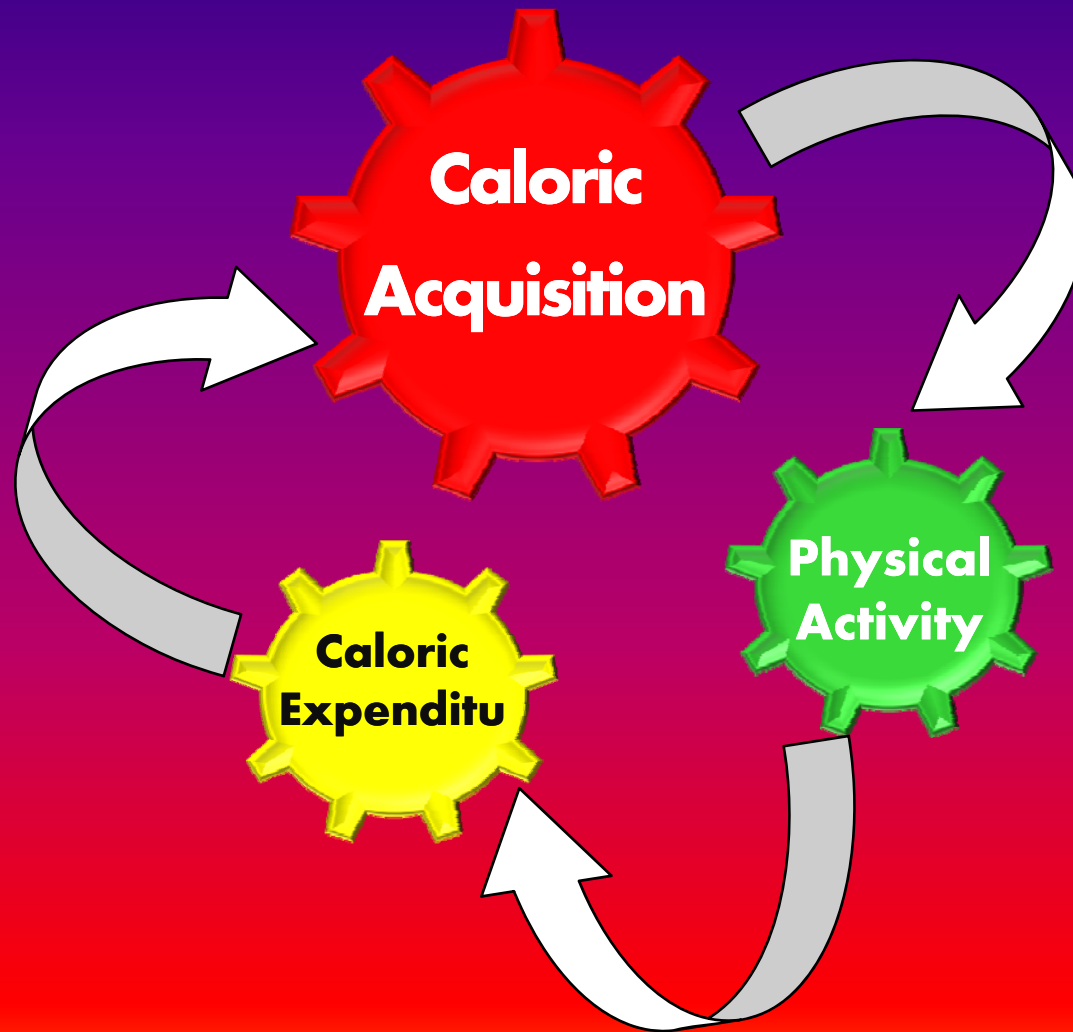 Caloric
Acquisition
Physical
Activity
Caloric
Expenditu